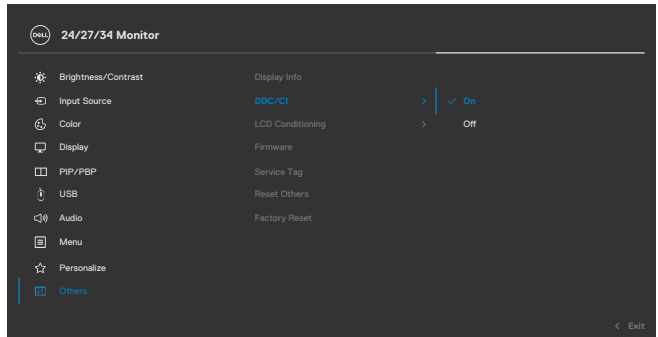 DELL 24/27/34 Monitor
Brightness/Contrast Display Info
Input Source DDC/CI > ✓ On
Color LCD Conditioning > Off
Display Firmware
PIP/PBP Service Tag
USB Reset Others
Audio Factory Reset
Menu
Personalize
Others
< Exit